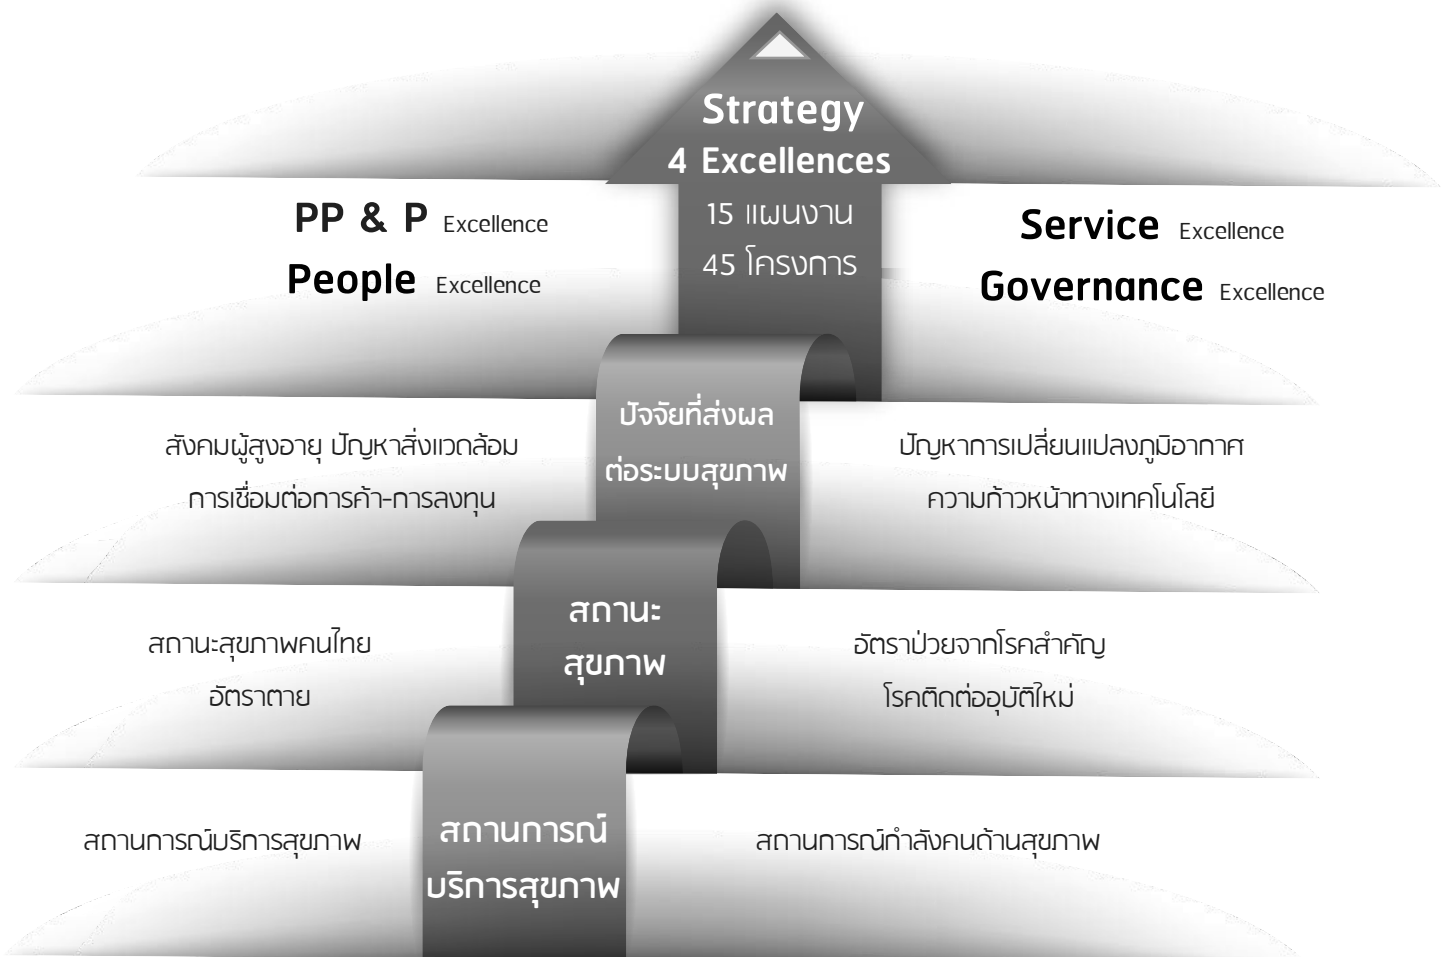 Strategy
4 Excellences
15 แผนงาน
45 โครงการ
PP & P Excellence
People Excellence
Service Excellence
Governance Excellence
ปัจจัยที่ส่งผล
ต่อระบบสุขภาพ
สังคมผู้สูงอายุ ปัญหาสิ่งแวดล้อม
การเชื่อมต่อการค้า-การลงทุน
ปัญหาการเปลี่ยนแปลงภูมิอากาศ
ความก้าวหน้าทางเทคโนโลยี
สถานะ
สุขภาพ
สถานะสุขภาพคนไทย
อัตราตาย
อัตราป่วยจากโรคสำคัญ
โรคติดต่ออุบัติใหม่
สถานการณ์
บริการสุขภาพ
สถานการณ์บริการสุขภาพ
สถานการณ์กำลังคนด้านสุขภาพ